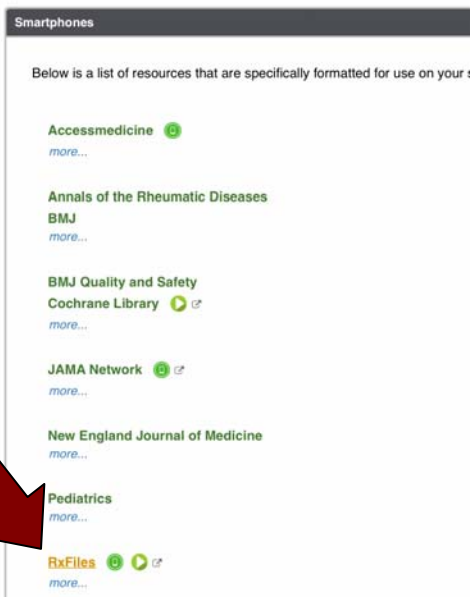 Smartphones
Below is a list of resources that are specifically formatted for use on your
Accessmedicine
more...
Annals of the Rheumatic Diseases
BMJ
more...
BMJ Quality and Safety
Cochrane Library
more...
JAMA Network
more...
New England Journal of Medicine
more...
Pediatrics
more...
RxFiles
more...